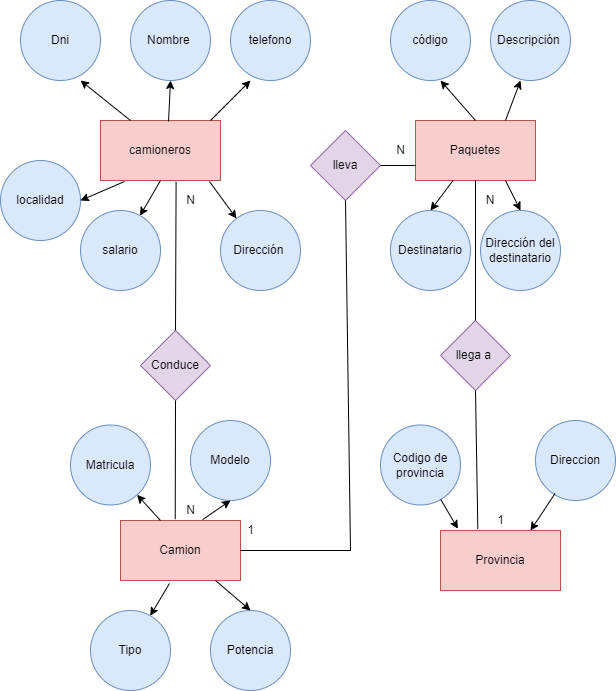 Dni
Nombre
telefono
código
Descripción
camioneros
Paquetes
lleva
N
localidad
N
N
salario
Dirección
Destinatario
Dirección del
destinatario
Conduce
llega a
Matricula
Modelo
Codigo de
provincia
Direccion
N
1
1
Camion
Provincia
Tipo
Potencia